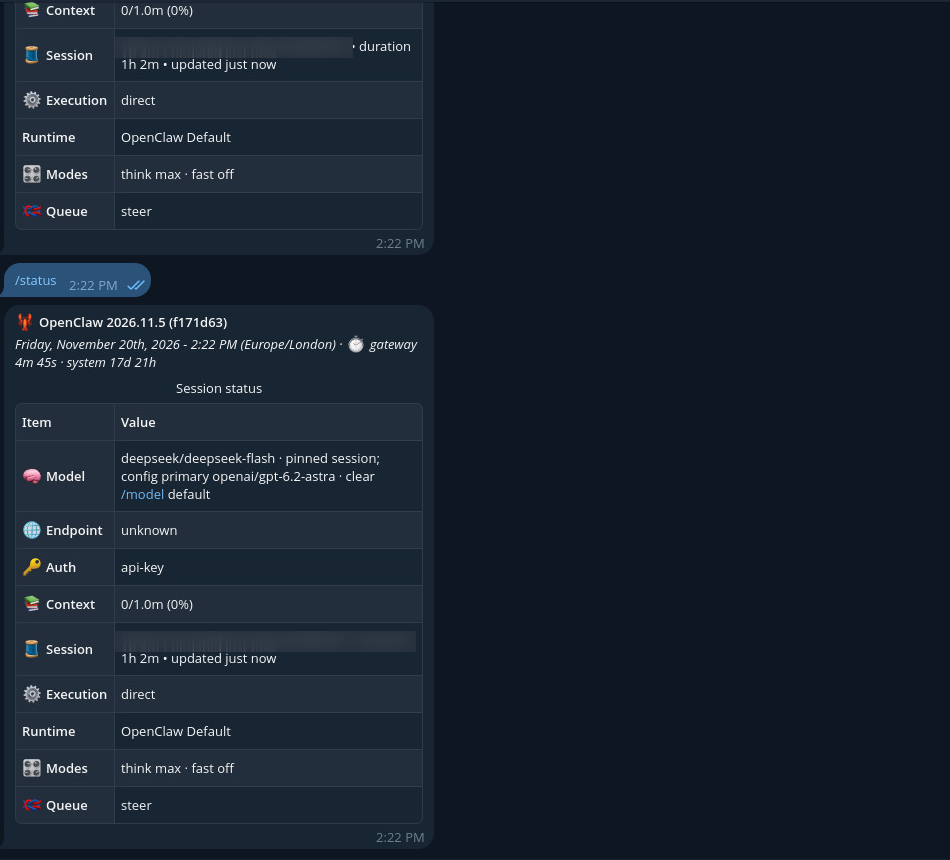 Context 0/1.0m (0%)
Session • duration
1h 2m • updated just now
Execution direct
Runtime OpenClaw Default
Modes think max · fast off
Queue steer
2:22 PM
/status 2:22 PM
OpenClaw 2026.11.5 (f171d63)
Friday, November 20th, 2026 - 2:22 PM (Europe/London) · gateway
4m 45s · system 17d 21h
Session status
Item Value
Model deepseek/deepseek-flash · pinned session;
config primary openai/gpt-6.2-astra · clear
/model default
Endpoint unknown
Auth api-key
Context 0/1.0m (0%)
Session
1h 2m • updated just now
Execution direct
Runtime OpenClaw Default
Modes think max · fast off
Queue steer
2:22 PM